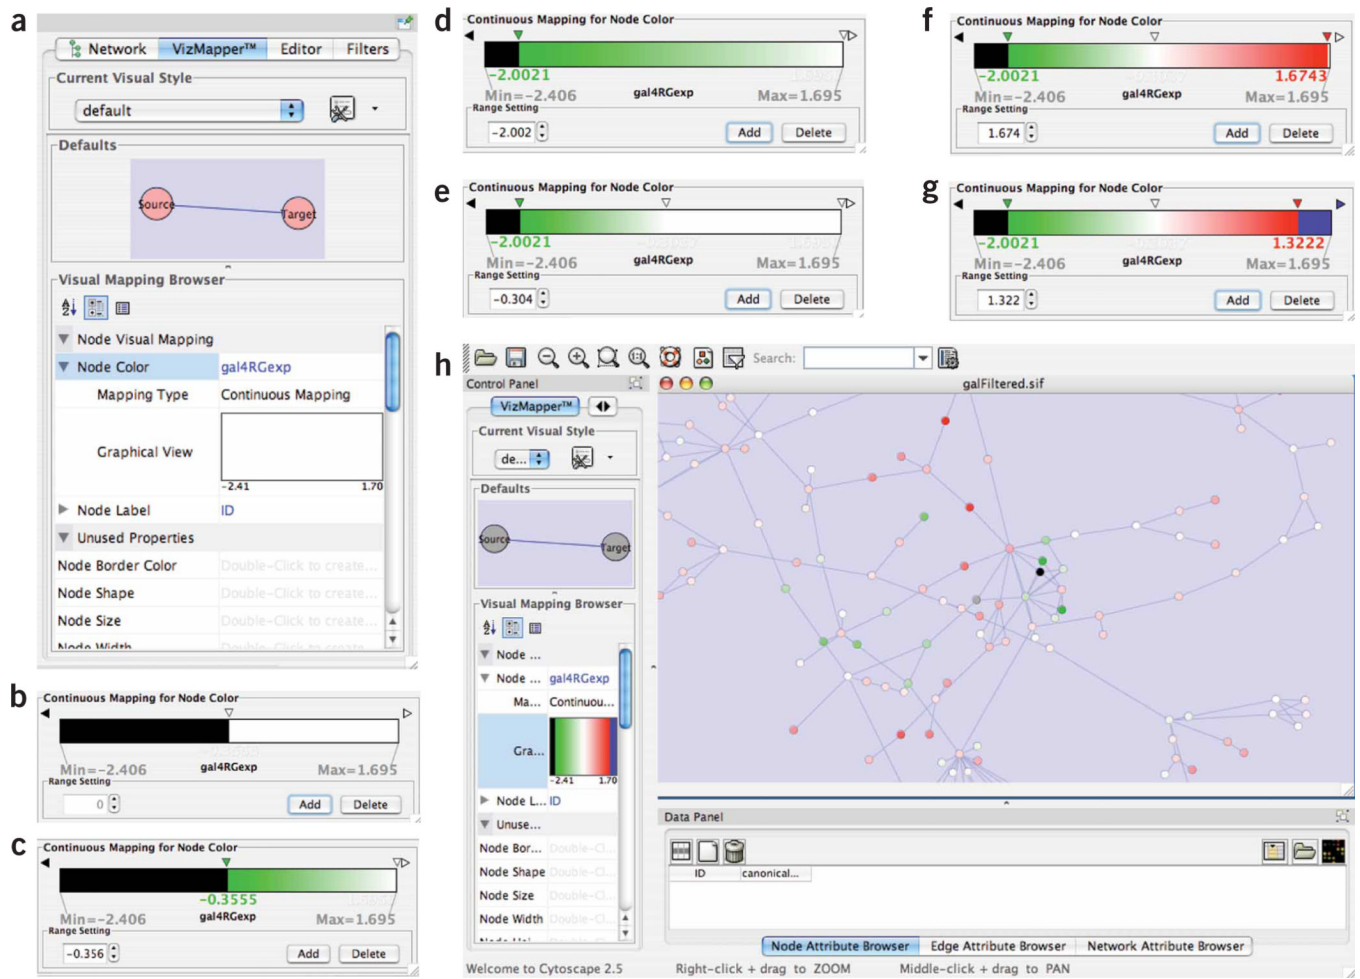 a
Network VizMapper™ Editor Filters
Current Visual Style
default
Defaults
Source
Target
Visual Mapping Browser
Node Visual Mapping
Node Color gal4RGexp
Mapping Type Continuous Mapping
Graphical View
-2.41 1.70
Node Label ID
Unused Properties
Node Border Color Double-Click to create...
Node Shape Double-Click to create...
Node Size Double-Click to create...
Node Width Double-Click to create...
b
Continuous Mapping for Node Color
Min=-2.406 gal4RGexp Max=1.695
Range Setting
0 Add Delete
c
Continuous Mapping for Node Color
-0.3555
Min=-2.406 gal4RGexp Max=1.695
Range Setting
-0.356 Add Delete
d
Continuous Mapping for Node Color
-2.0021
Min=-2.406 gal4RGexp Max=1.695
Range Setting
-2.002 Add Delete
e
Continuous Mapping for Node Color
-2.0021
Min=-2.406 gal4RGexp Max=1.695
Range Setting
-0.304 Add Delete
f
Continuous Mapping for Node Color
-2.0021 1.6743
Min=-2.406 gal4RGexp Max=1.695
Range Setting
1.674 Add Delete
g
Continuous Mapping for Node Color
-2.0021 1.3222
Min=-2.406 gal4RGexp Max=1.695
Range Setting
1.322 Add Delete
h
Search:
Control Panel
VizMapper™
Current Visual Style
de...
Defaults
Source
Target
Visual Mapping Browser
Node ...
Node ... gal4RGexp
Ma... Continuou...
Gra...
-2.41 1.70
Node L... ID
Unuse...
Node Bor... Double-Cl...
Node Shape Double-Cl...
Node Size Double-Cl...
Node Width Double-Cl...
galFiltered.sif
Data Panel
ID canonical...
Node Attribute Browser Edge Attribute Browser Network Attribute Browser
Welcome to Cytoscape 2.5 Right-click + drag to ZOOM Middle-click + drag to PAN